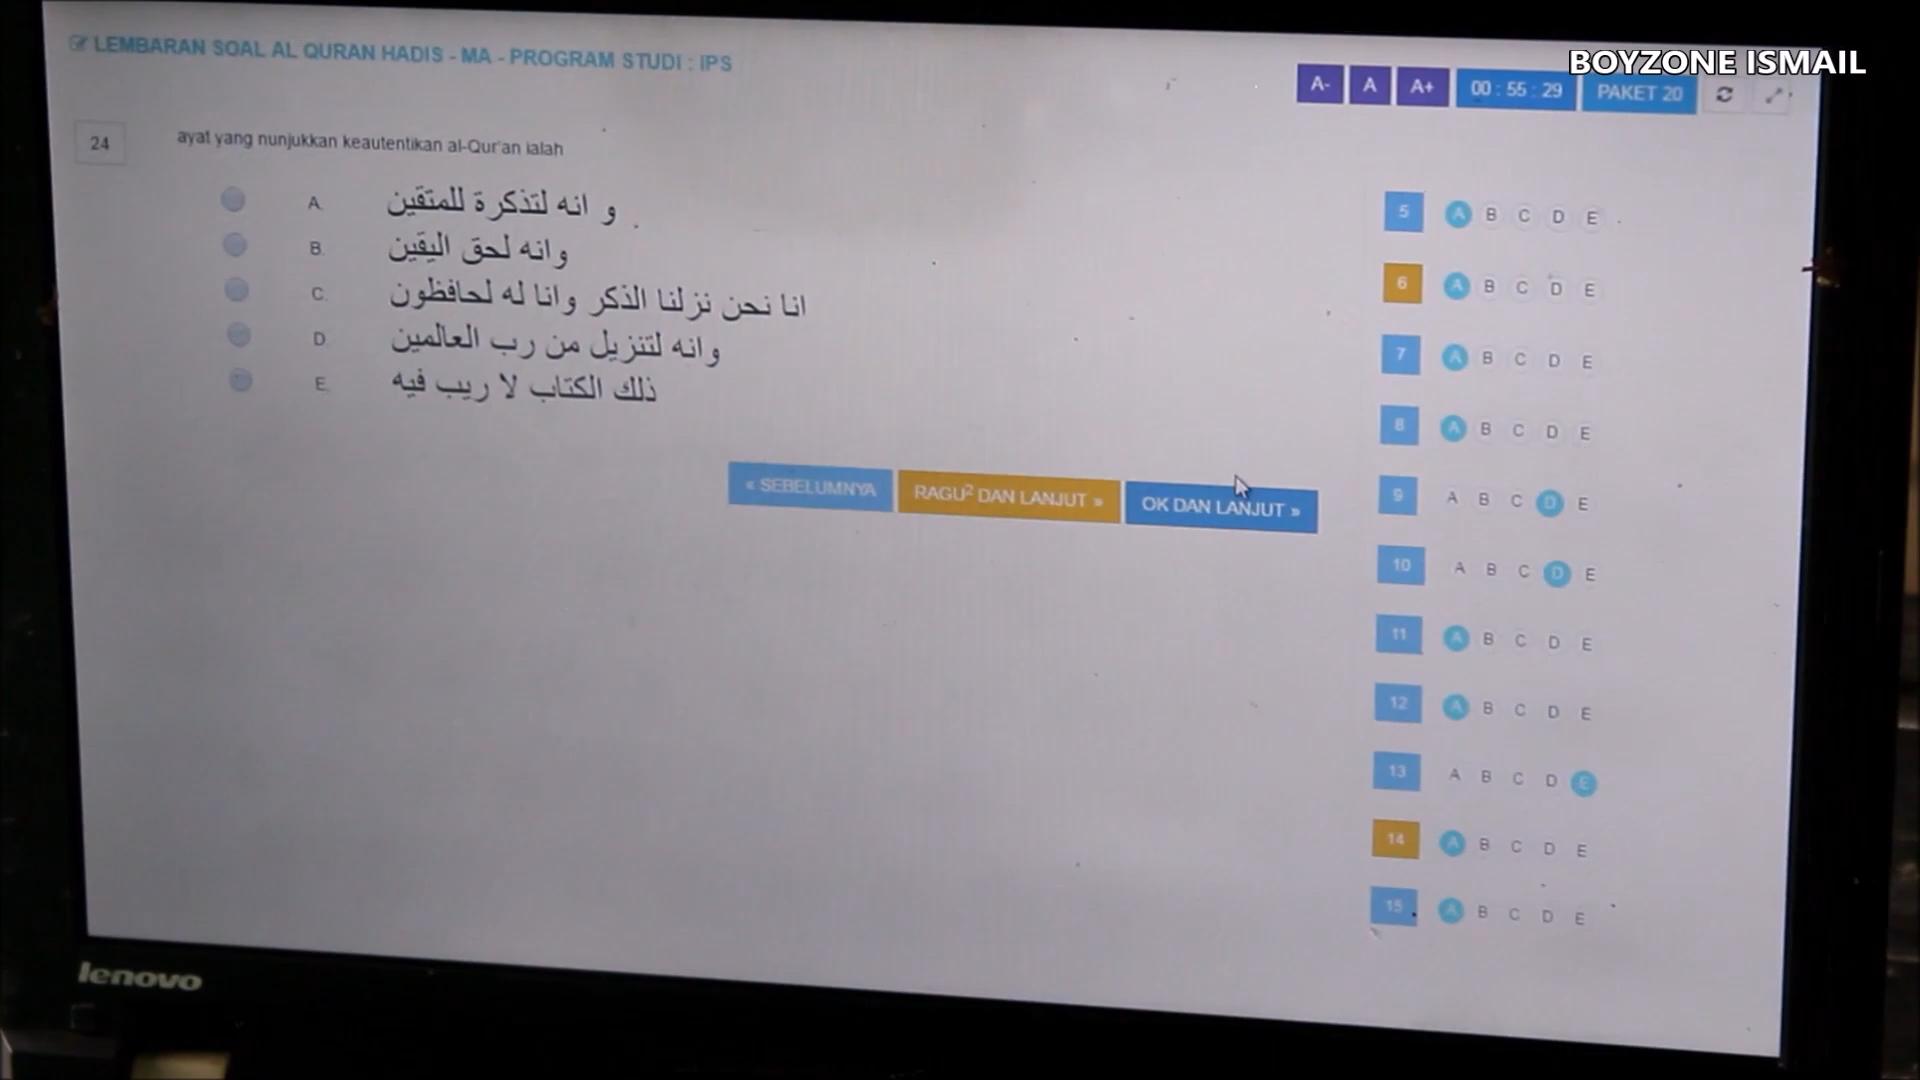 LEMBARAN SOAL AL QURAN HADIS - MA - PROGRAM STUDI : IPS
BOYZONE ISMAIL
A- A A+ 00 : 55 : 29 PAKET 20
24 ayat yang nunjukkan keautentikan al-Qur'an ialah
A. و انه لتذكرة للمتقين
B. وانه لحق اليقين
C. انا نحن نزلنا الذكر وانا له لحافظون
D. وانه لتنزيل من رب العالمين
E. ذلك الكتاب لا ريب فيه
« SEBELUMNYA RAGU² DAN LANJUT » OK DAN LANJUT »
5 A B C D E
6 A B C D E
7 A B C D E
8 A B C D E
9 A B C D E
10 A B C D E
11 A B C D E
12 A B C D E
13 A B C D E
14 A B C D E
15 A B C D E
lenovo